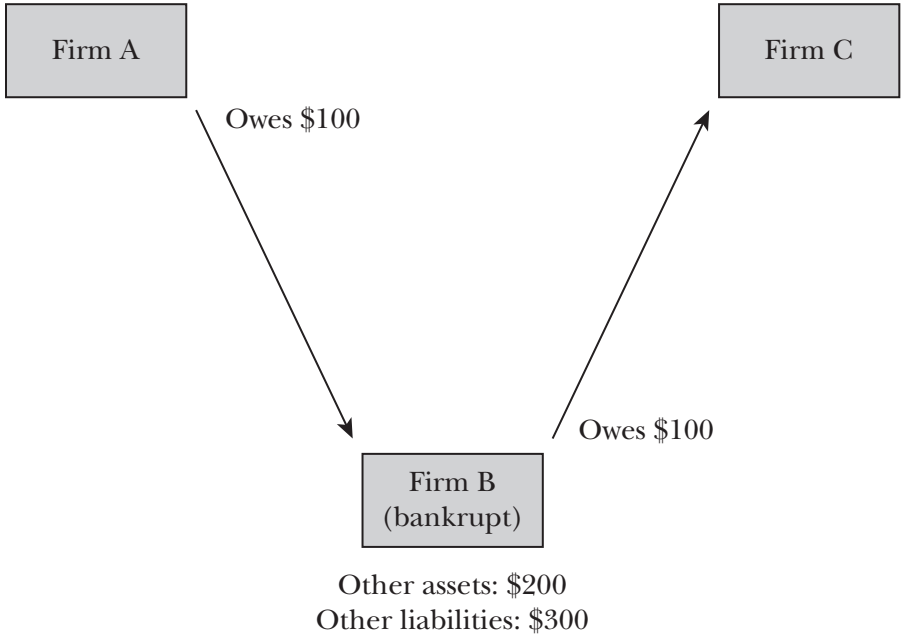 Firm A
Firm C
Owes $100
Owes $100
Firm B
(bankrupt)
Other assets: $200
Other liabilities: $300